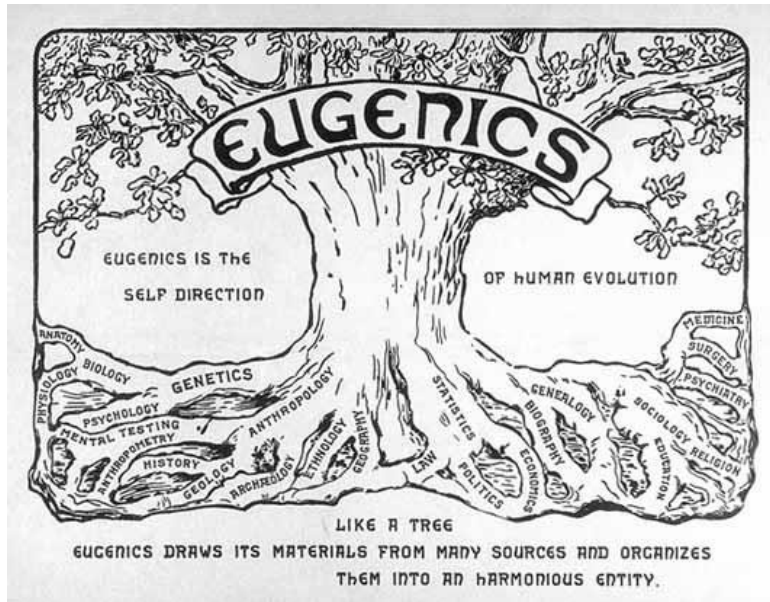 EUGENICS
EUGENICS IS THE
SELF DIRECTION
OF HUMAN EVOLUTION
ANATOMY
BIOLOGY
PHYSIOLOGY
GENETICS
PSYCHOLOGY
MENTAL TESTING
ANTHROPOMETRY
HISTORY
GEOLOGY
ANTHROPOLOGY
ARCHÆOLOGY
ETHNOLOGY
GEOGRAPHY
LAW
STATISTICS
POLITICS
ECONOMICS
GENEALOGY
BIOGRAPHY
SOCIOLOGY
EDUCATION
RELIGION
PSYCHIATRY
SURGERY
MEDICINE
LIKE A TREE
EUGENICS DRAWS ITS MATERIALS FROM MANY SOURCES AND ORGANIZES
THEM INTO AN HARMONIOUS ENTITY.